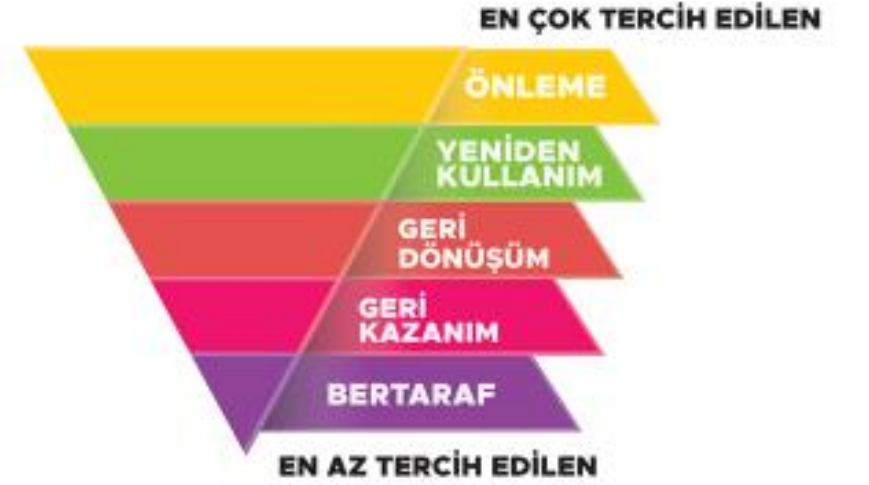 EN ÇOK TERCİH EDİLEN
ÖNLEME
YENİDEN
KULLANIM
GERİ
DÖNÜŞÜM
GERİ
KAZANIM
BERTARAF
EN AZ TERCİH EDİLEN